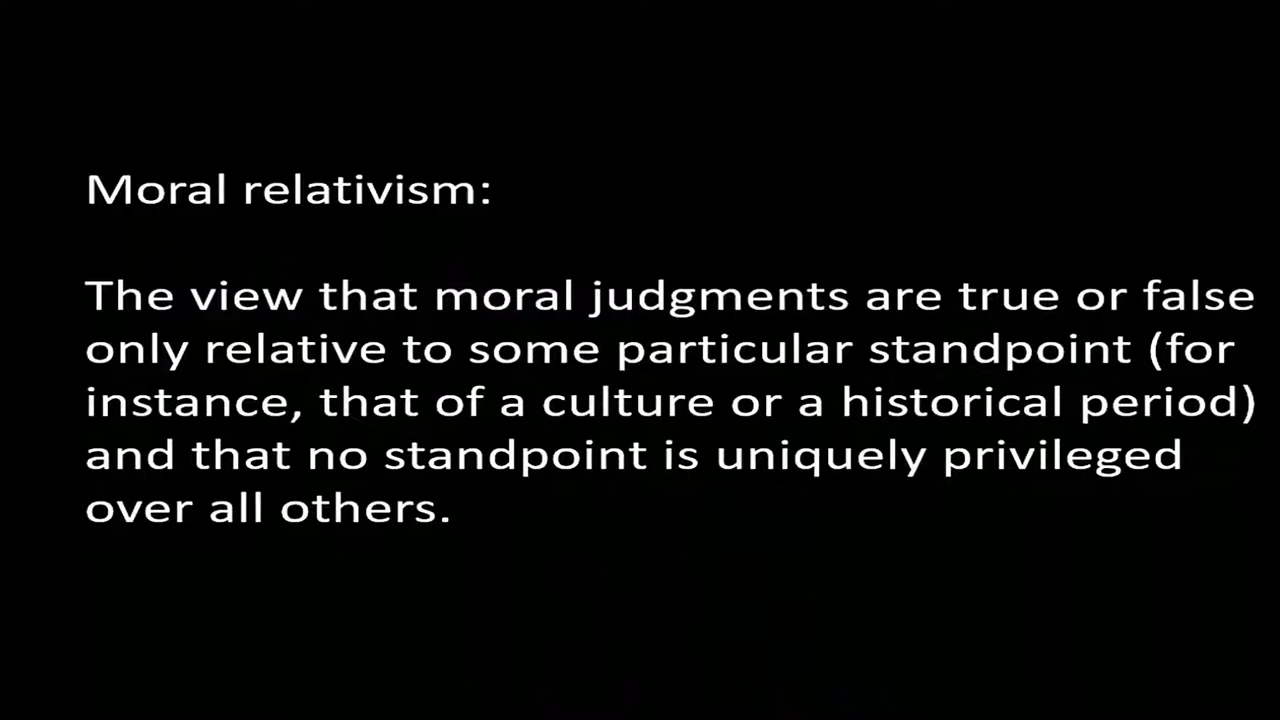 Moral relativism:
The view that moral judgments are true or false
only relative to some particular standpoint (for
instance, that of a culture or a historical period)
and that no standpoint is uniquely privileged
over all others.